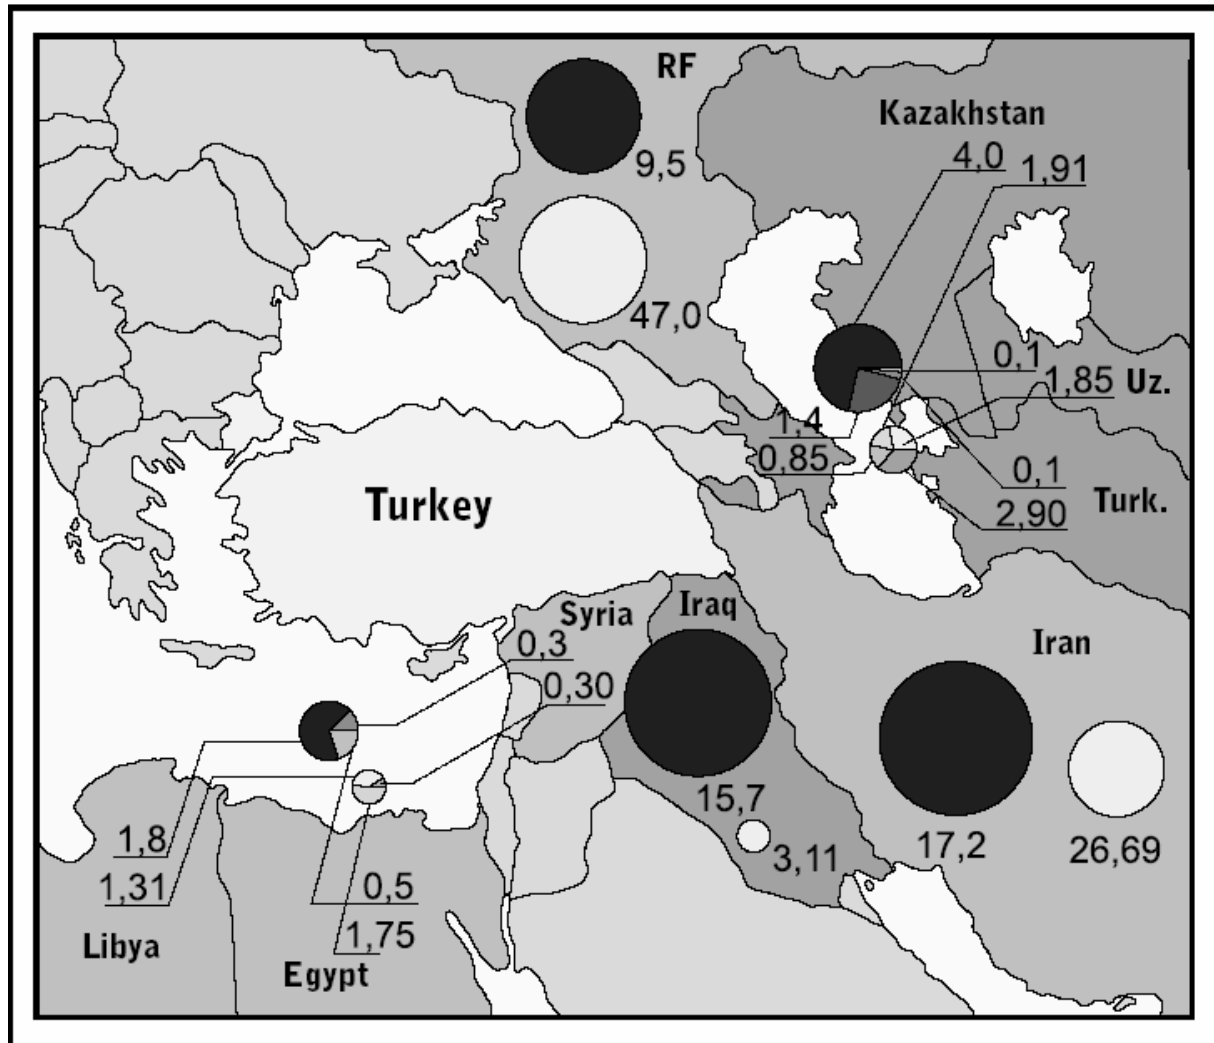 RF
Kazakhstan
4,0
1,91
9,5
47,0
0,1
1,85
Uz.
1,4
0,85
0,1
Turk.
2,90
Turkey
Syria
Iraq
0,3
Iran
0,30
15,7
3,11
17,2
26,69
1,8
1,31
0,5
1,75
Libya
Egypt